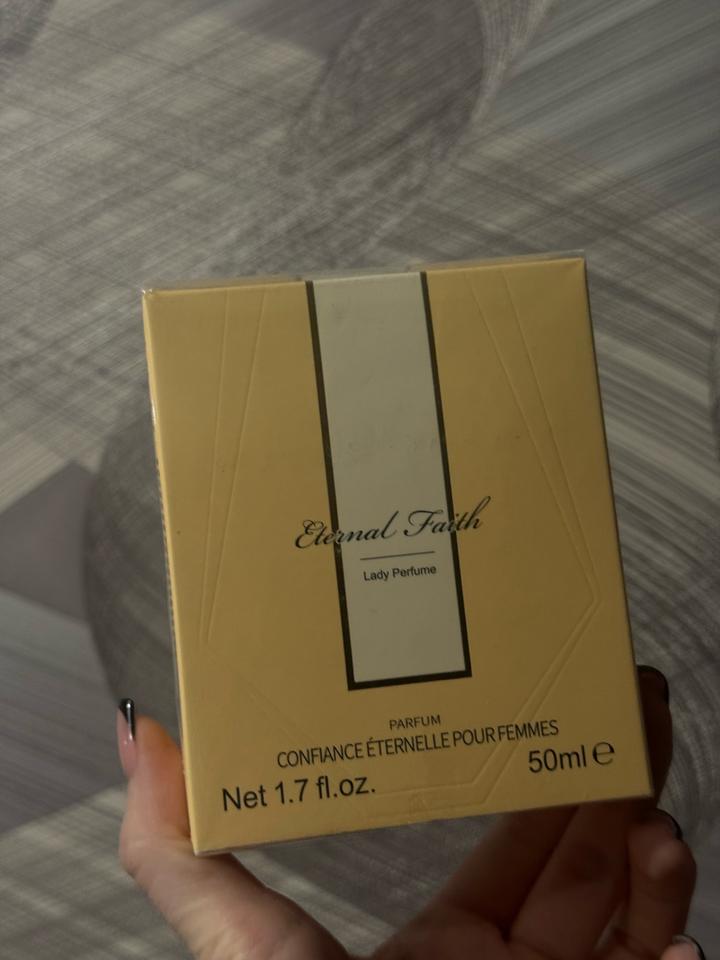 Eternal Faith
Lady Perfume
PARFUM
CONFIANCE ÉTERNELLE POUR FEMMES
Net 1.7 fl.oz.
50ml ℮